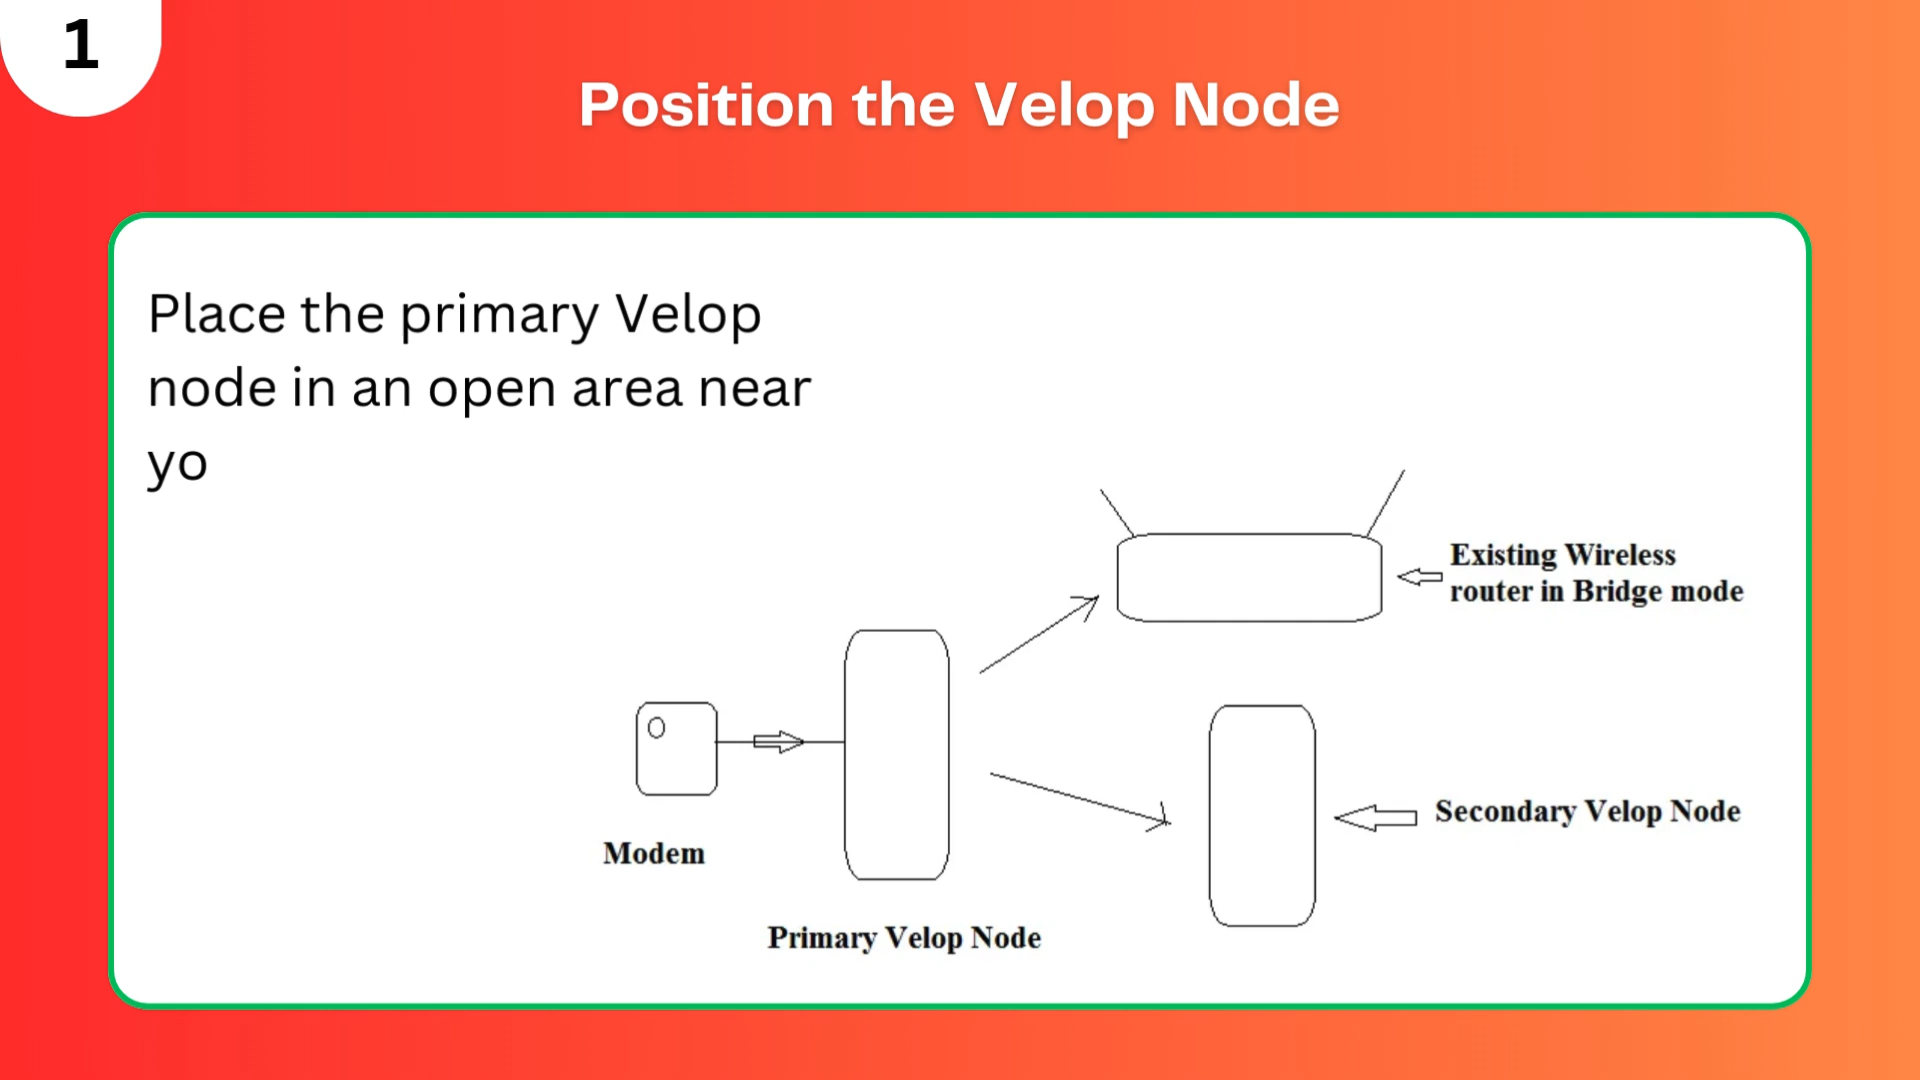 1
Position the Velop Node
Place the primary Velop
node in an open area near
yo
Existing Wireless
router in Bridge mode
Secondary Velop Node
Modem
Primary Velop Node